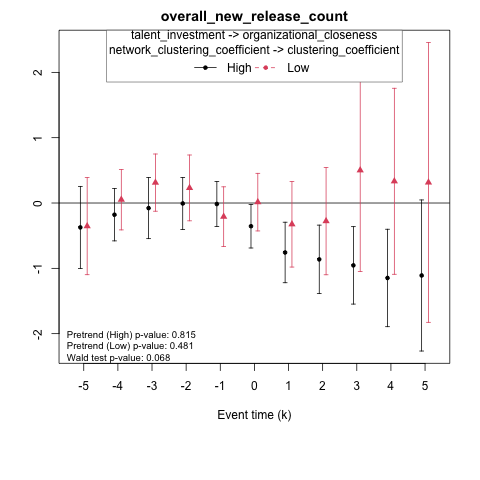 overall_new_release_count
talent_investment -> organizational_closeness
network_clustering_coefficient -> clustering_coefficient
High Low
2
1
0
-1
-2
Pretrend (High) p-value: 0.815
Pretrend (Low) p-value: 0.481
Wald test p-value: 0.068
-5 -4 -3 -2 -1 0 1 2 3 4 5
Event time (k)